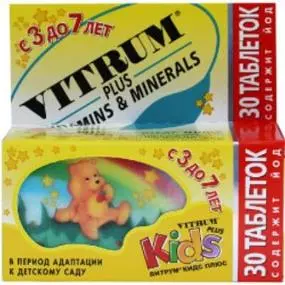 с 3 до 7 лет
VITRUM®
PLUS
VITAMINS & MINERALS
30 ТАБЛЕТОК
СОДЕРЖИТ ЙОД
с 3 до 7 лет
VITRUM®
PLUS
Kids
ВИТРУМ® КИДС ПЛЮС
В ПЕРИОД АДАПТАЦИИ
К ДЕТСКОМУ САДУ
30 ТАБЛЕТОК
СОДЕРЖИТ ЙОД